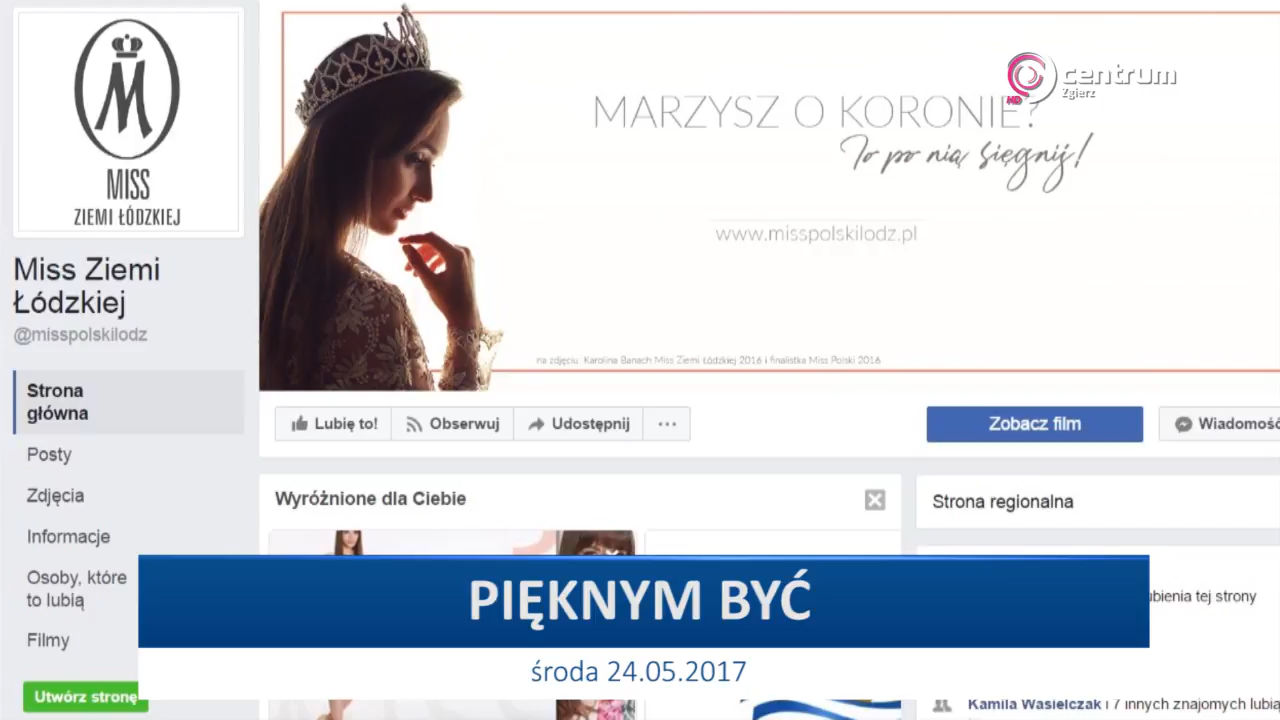 M
MISS
ZIEMI ŁÓDZKIEJ
Miss Ziemi
Łódzkiej
@misspolskilodz
Strona
główna
Posty
Zdjęcia
Informacje
Osoby, które
to lubią
Filmy
Utwórz stronę
centrum
Zgierz
HD
MARZYSZ O KORONIE?
To po nią sięgnij!
www.misspolskilodz.pl
na zdjęciu: Karolina Banach Miss Ziemi Łódzkiej 2016 i finalistka Miss Polski 2016
Lubię to!
Obserwuj
Udostępnij
...
Zobacz film
Wiadomość
Wyróżnione dla Ciebie
Strona regionalna
ubienia tej strony
Kamila Wasielczak i 7 innych znajomych lubią
PIĘKNYM BYĆ
środa 24.05.2017